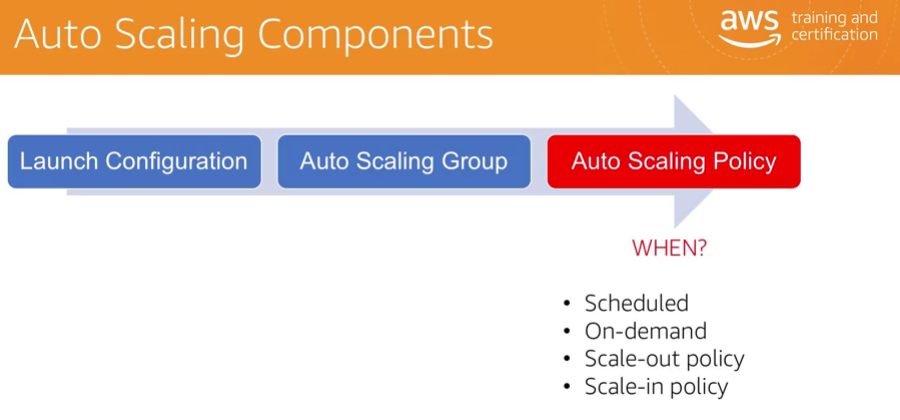 Auto Scaling Components
aws
training and
certification
Launch Configuration
Auto Scaling Group
Auto Scaling Policy
WHEN?
• Scheduled
• On-demand
• Scale-out policy
• Scale-in policy